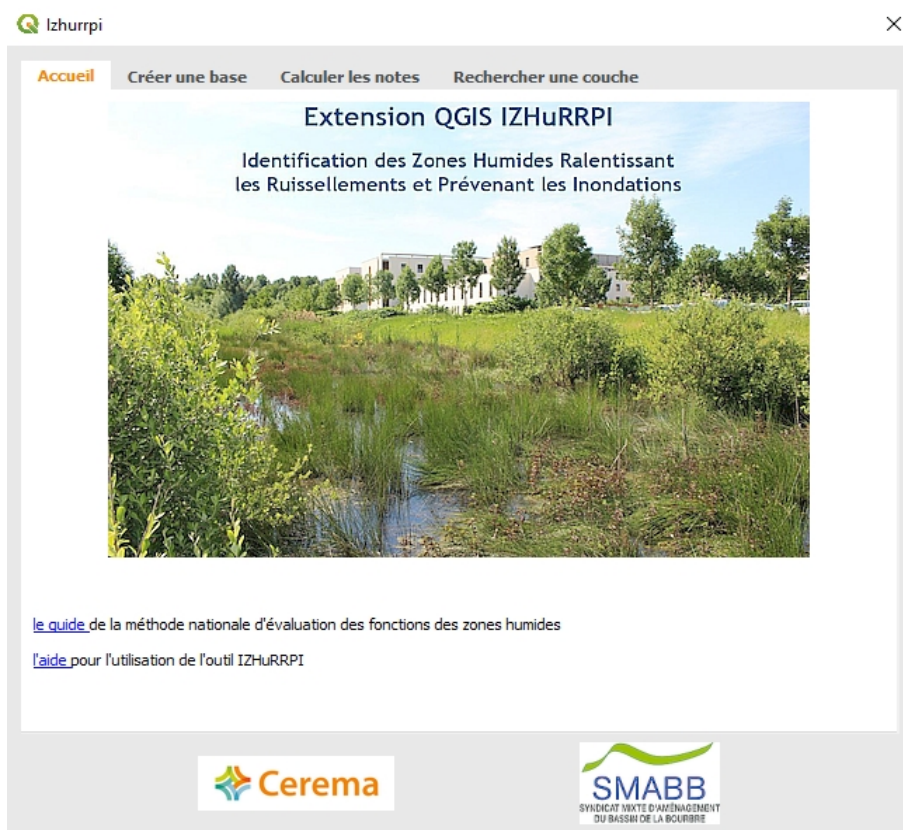 Izhurrpi
Accueil Créer une base Calculer les notes Rechercher une couche
Extension QGIS IZHuRRPI
Identification des Zones Humides Ralentissant
les Ruissellements et Prévenant les Inondations
le guide de la méthode nationale d'évaluation des fonctions des zones humides
l'aide pour l'utilisation de l'outil IZHuRRPI
Cerema
SMABB
SYNDICAT MIXTE D'AMÉNAGEMENT
DU BASSIN DE LA BOURBRE